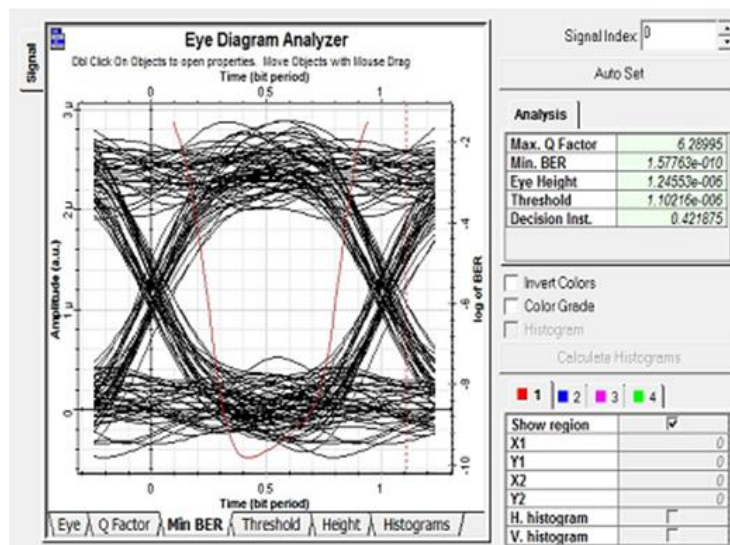 Signal
Eye Diagram Analyzer
Dbl Click On Objects to open properties. Move Objects with Mouse Drag
Time (bit period)
0 0.5 1
Amplitude (a.u.)
3 µ
2 µ
1 µ
0
log of BER
-2
-4
-6
-8
-10
0 0.5 1
Time (bit period)
Eye Q Factor Min BER Threshold Height Histograms
Signal Index: 0
Auto Set
Analysis
Max. Q Factor 6.28995
Min. BER 1.57763e-010
Eye Height 1.24553e-006
Threshold 1.10216e-006
Decision Inst. 0.421875
Invert Colors
Color Grade
Histogram
Calculate Histograms
1 2 3 4
Show region
X1 0
Y1 0
X2 0
Y2 0
H. histogram
V. histogram